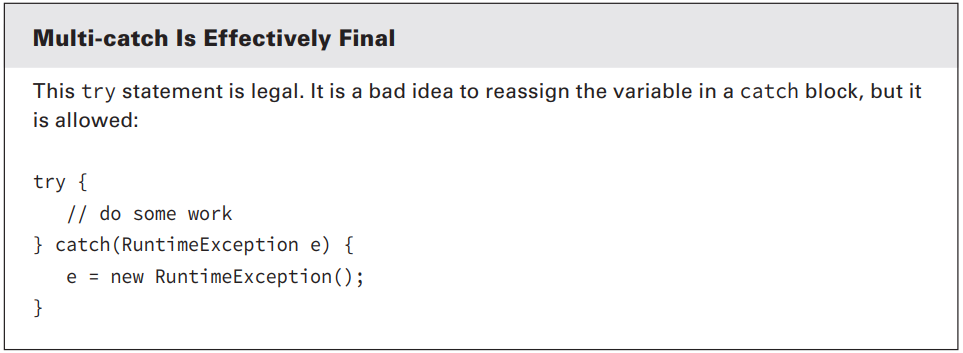 Multi-catch Is Effectively Final
This try statement is legal. It is a bad idea to reassign the variable in a catch block, but it
is allowed:
try {
   // do some work
} catch(RuntimeException e) {
   e = new RuntimeException();
}